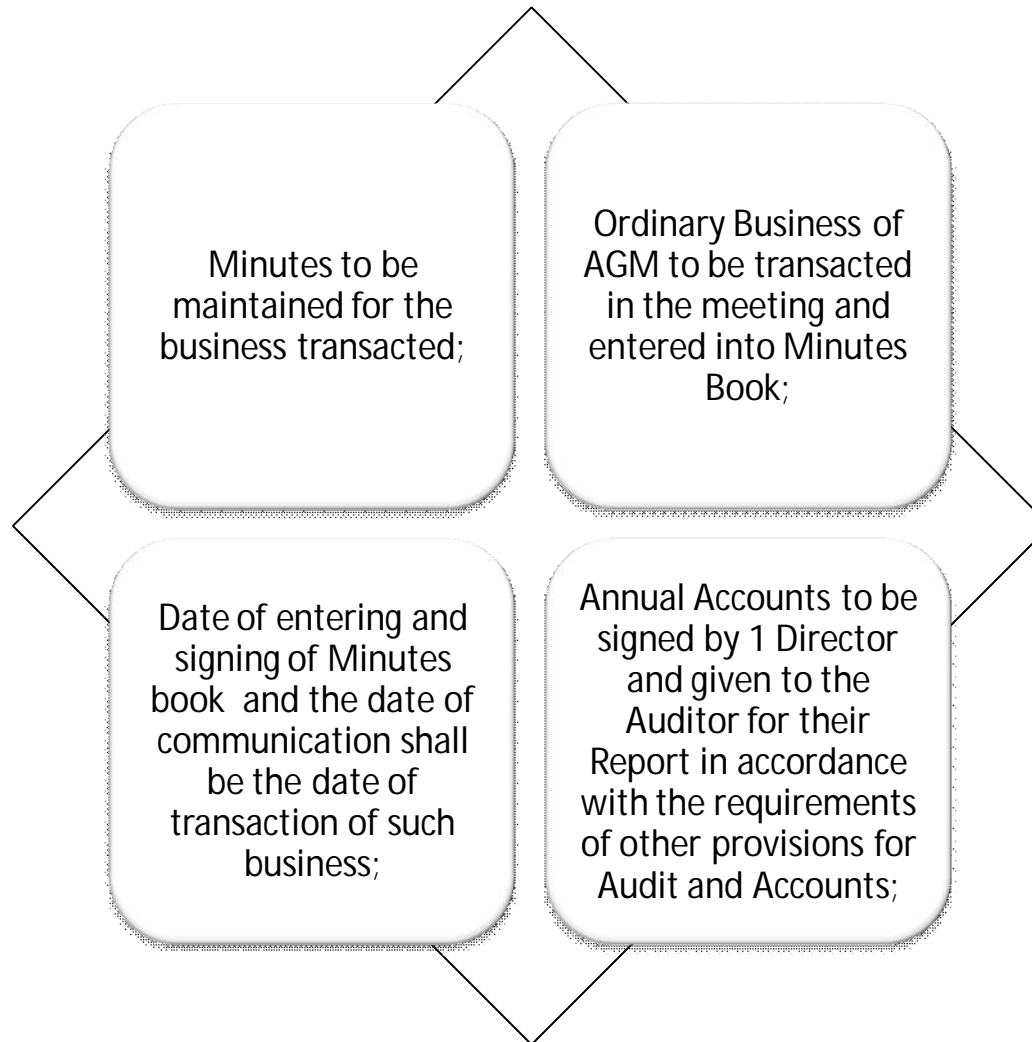 Minutes to be
maintained for the
business transacted;
Ordinary Business of
AGM to be transacted
in the meeting and
entered into Minutes
Book;
Date of entering and
signing of Minutes
book and the date of
communication shall
be the date of
transaction of such
business;
Annual Accounts to be
signed by 1 Director
and given to the
Auditor for their
Report in accordance
with the requirements
of other provisions for
Audit and Accounts;